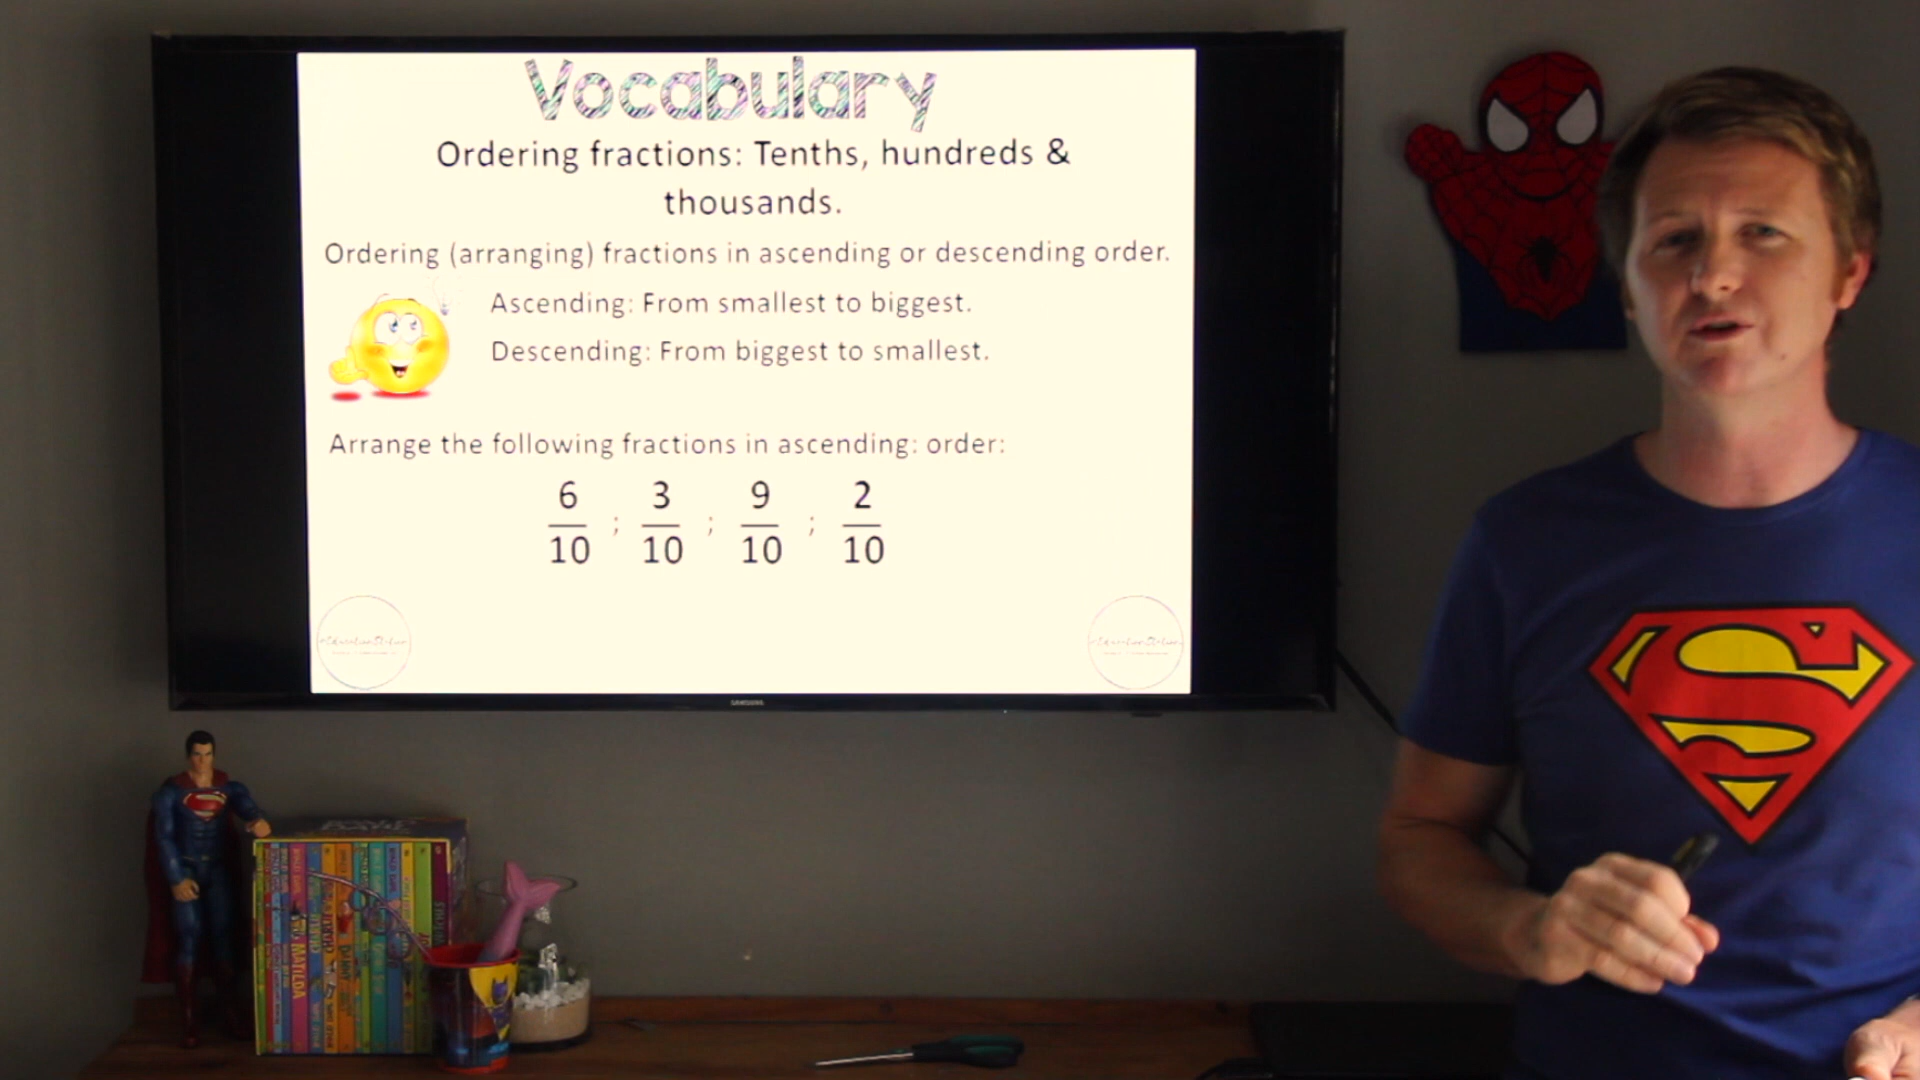 Vocabulary
Ordering fractions: Tenths, hundreds &
thousands.
Ordering (arranging) fractions in ascending or descending order.
Ascending: From smallest to biggest.
Descending: From biggest to smallest.
Arrange the following fractions in ascending: order:
6/10 ; 3/10 ; 9/10 ; 2/10
SAMSUNG
MATILDA